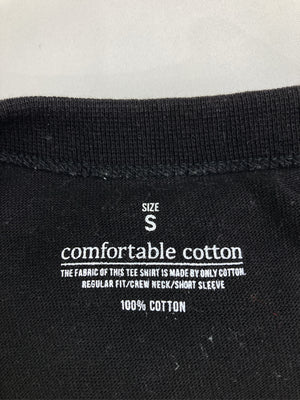 SIZE
S
comfortable cotton
THE FABRIC OF THIS TEE SHIRT IS MADE BY ONLY COTTON.
REGULAR FIT/CREW NECK/SHORT SLEEVE
100% COTTON